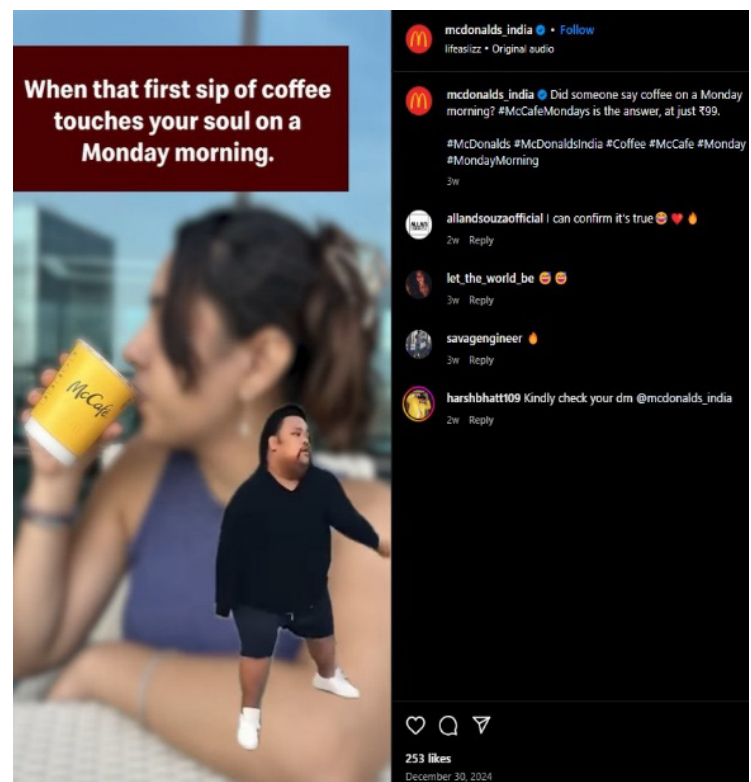 When that first sip of coffee
touches your soul on a
Monday morning.
McCafé
mcdonalds_india • Follow
lifeaslizz • Original audio
mcdonalds_india Did someone say coffee on a Monday
morning? #McCafeMondays is the answer, at just ₹99.
#McDonalds #McDonaldsIndia #Coffee #McCafe #Monday
#MondayMorning
3w
allandsouzaofficial I can confirm it's true😅❤️🔥
2w Reply
let_the_world_be 😅😅
3w Reply
savagengineer 🔥
3w Reply
harshbhatt109 Kindly check your dm @mcdonalds_india
2w Reply
253 likes
December 30, 2024